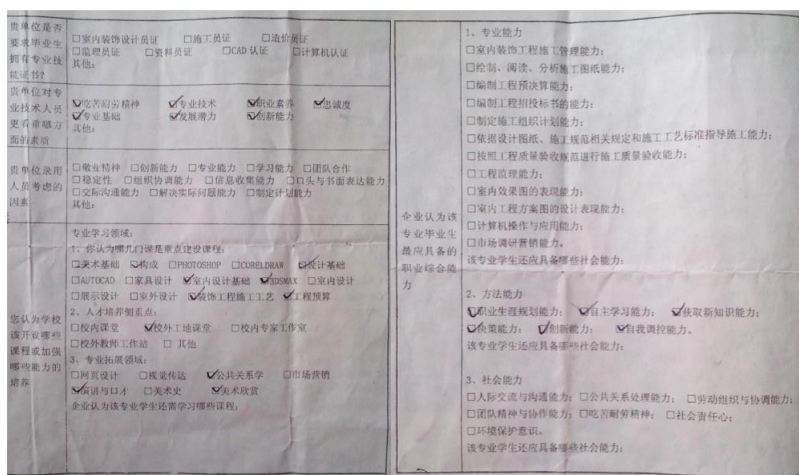 贵单位是否要求毕业生拥有专业技能证书?
□室内装饰设计员证 □施工员证 □造价员证
□监理员证 □资料员证 □CAD 认证 □计算机认证
其他:
贵单位对专业技术人员更看重哪方面的素质
☑吃苦耐劳精神 ☑专业技术 ☑职业素养 ☑忠诚度
☑专业基础 ☑发展潜力 ☑创新能力
其他:
贵单位录用人员考虑的因素
□敬业精神 □创新能力 □专业能力 □学习能力 □团队合作
□稳定性 □组织协调能力 □信息收集能力 □口头与书面表达能力
□交际沟通能力 □解决实际问题能力 □制定计划能力
其他:
您认为学校该开设哪些课程或加强哪些能力的培养
专业学习领域:
1、你认为哪几门课是重点建设课程:
□美术基础 ☑构成 □PHOTOSHOP □CORELDRAW ☑设计基础
□AUTOCAD □家具设计 ☑室内设计基础 ☑3DSMAX □室内设计
□展示设计 □室外设计 ☑装饰工程施工工艺 ☑工程预算
2、人才培养侧重点:
□校内课堂 ☑校外工地课堂 □校内专家工作室
□校外教师工作站 □ 其他
3、专业拓展领域:
□网页设计 □视觉传达 ☑公共关系学 □市场营销
☑演讲与口才 □美术史 ☑美术欣赏
企业认为该专业学生还需学习哪些课程:
企业认为该专业毕业生最应具备的职业综合能力
1、专业能力
□室内装饰工程施工管理能力;
□绘制、阅读、分析施工图纸能力;
□编制工程预决算能力;
□编制工程招投标书的能力;
□制定施工组织计划能力;
□依据设计图纸、施工规范相关规定和施工工艺标准指导施工能力;
□按照工程质量验收规范进行施工质量验收能力;
□工程监理能力;
□室内效果图的表现能力;
□室内工程方案图的设计表现能力;
□计算机操作与应用能力;
□市场调研营销能力。
该专业学生还应具备哪些社会能力:
2、方法能力
☑职业生涯规划能力; ☑自主学习能力; ☑获取新知识能力;
☑决策能力; ☑创新能力; ☑自我调控能力。
该专业学生还应具备哪些社会能力:
3、社会能力
□人际交流与沟通能力; □公共关系处理能力; □劳动组织与协调能力;
□团队精神与协作能力; □吃苦耐劳精神; □社会责任心;
□环境保护意识。
该专业学生还应具备哪些社会能力: